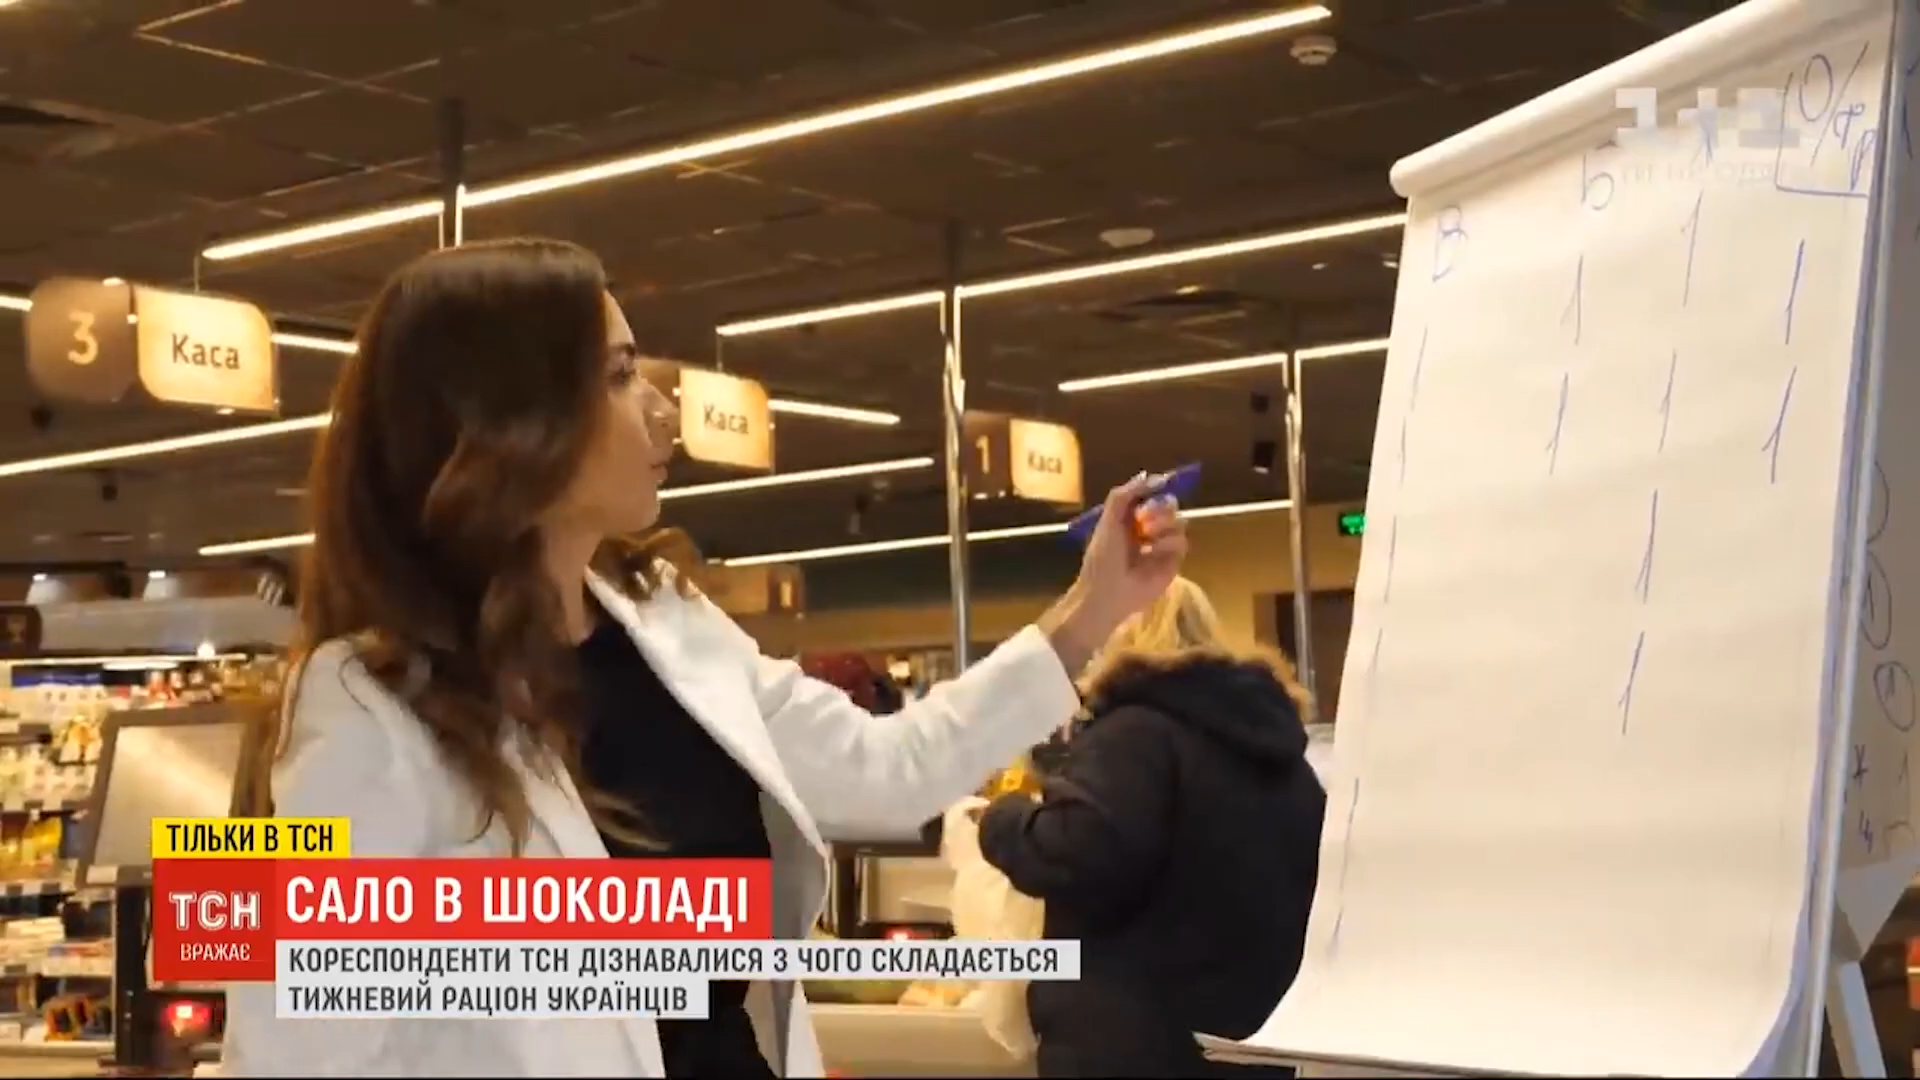 1+1
3 Каса
Каса
1 Каса
В Б
О/Фр
ТІЛЬКИ В ТСН
ТСН
ВРАЖАЄ
САЛО В ШОКОЛАДІ
КОРЕСПОНДЕНТИ ТСН ДІЗНАВАЛИСЯ З ЧОГО СКЛАДАЄТЬСЯ
ТИЖНЕВИЙ РАЦІОН УКРАЇНЦІВ